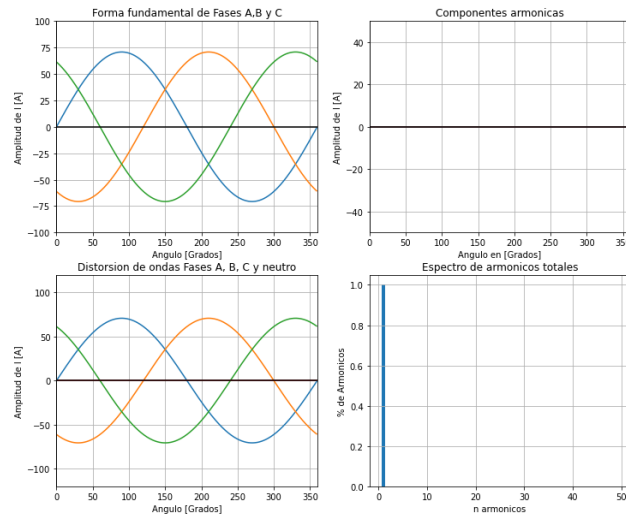 Forma fundamental de Fases A,B y C
Amplitud de I [A]
100
75
50
25
0
−25
−50
−75
−100
0 50 100 150 200 250 300 350
Angulo [Grados]
Componentes armonicas
Amplitud de I [A]
40
20
0
−20
−40
0 50 100 150 200 250 300 350
Angulo en [Grados]
Distorsion de ondas Fases A, B, C y neutro
Amplitud de I [A]
100
50
0
−50
−100
0 50 100 150 200 250 300 350
Angulo [Grados]
Espectro de armonicos totales
% de Armonicos
1.0
0.8
0.6
0.4
0.2
0.0
0 10 20 30 40 50
n armonicos